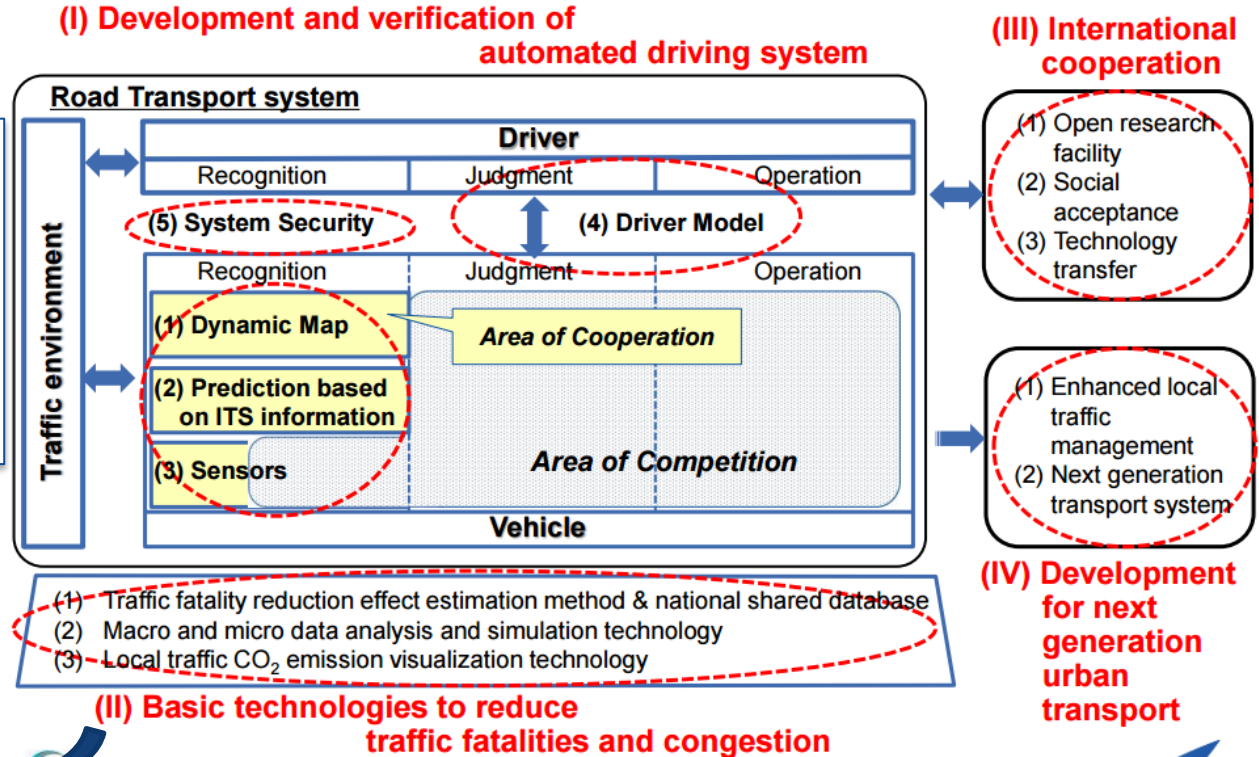 (I) Development and verification of
automated driving system
(III) International
cooperation
Road Transport system
Traffic environment
Driver
Recognition
Judgment
Operation
(5) System Security
(4) Driver Model
Recognition
Judgment
Operation
(1) Dynamic Map
Area of Cooperation
(2) Prediction based
on ITS information
(3) Sensors
Area of Competition
Vehicle
(1) Open research
facility
(2) Social
acceptance
(3) Technology
transfer
(1) Enhanced local
traffic
management
(2) Next generation
transport system
(IV) Development
for next
generation
urban
transport
(1) Traffic fatality reduction effect estimation method & national shared database
(2) Macro and micro data analysis and simulation technology
(3) Local traffic CO₂ emission visualization technology
(II) Basic technologies to reduce
traffic fatalities and congestion